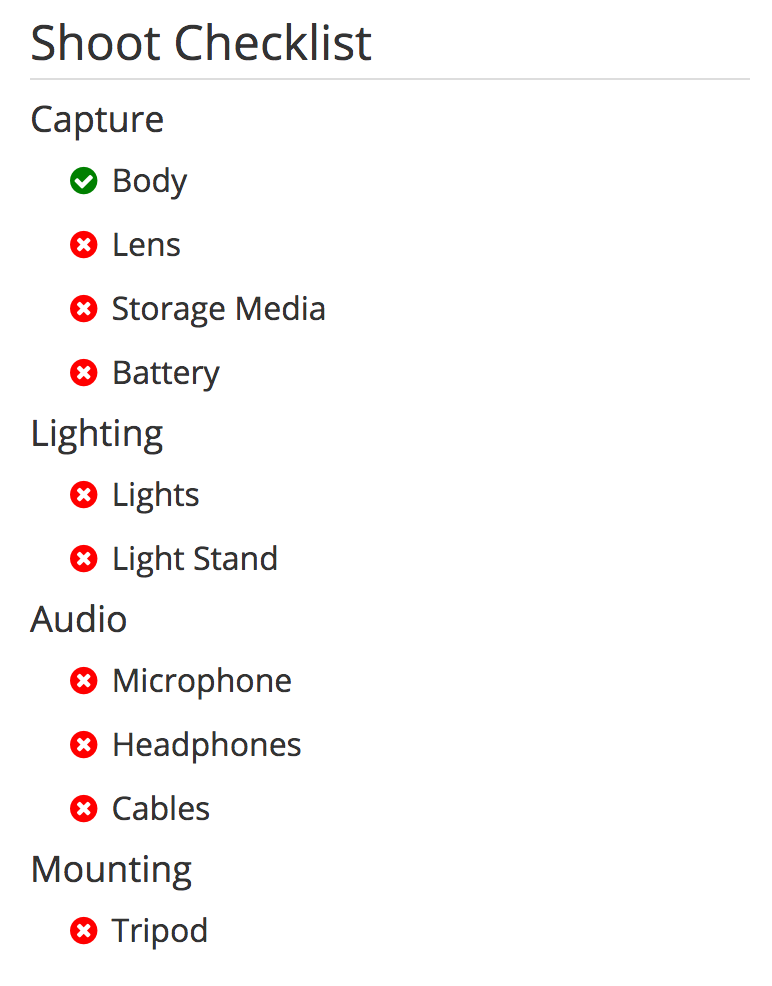 Shoot Checklist
Capture
Body
Lens
Storage Media
Battery
Lighting
Lights
Light Stand
Audio
Microphone
Headphones
Cables
Mounting
Tripod